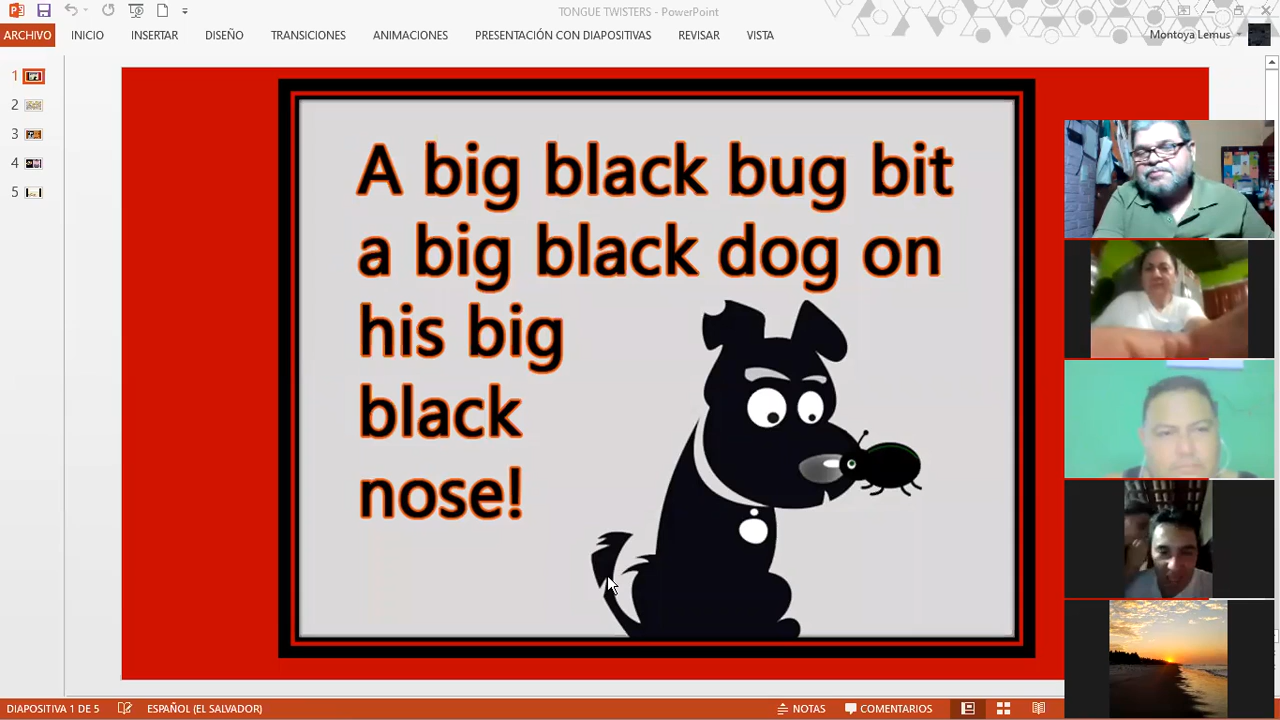 TONGUE TWISTERS - PowerPoint
ARCHIVO INICIO INSERTAR DISEÑO TRANSICIONES ANIMACIONES PRESENTACIÓN CON DIAPOSITIVAS REVISAR VISTA Montoya Lemus
1
2
3
4
5
A big black bug bit
a big black dog on
his big
black
nose!
DIAPOSITIVA 1 DE 5 ESPAÑOL (EL SALVADOR) NOTAS COMENTARIOS